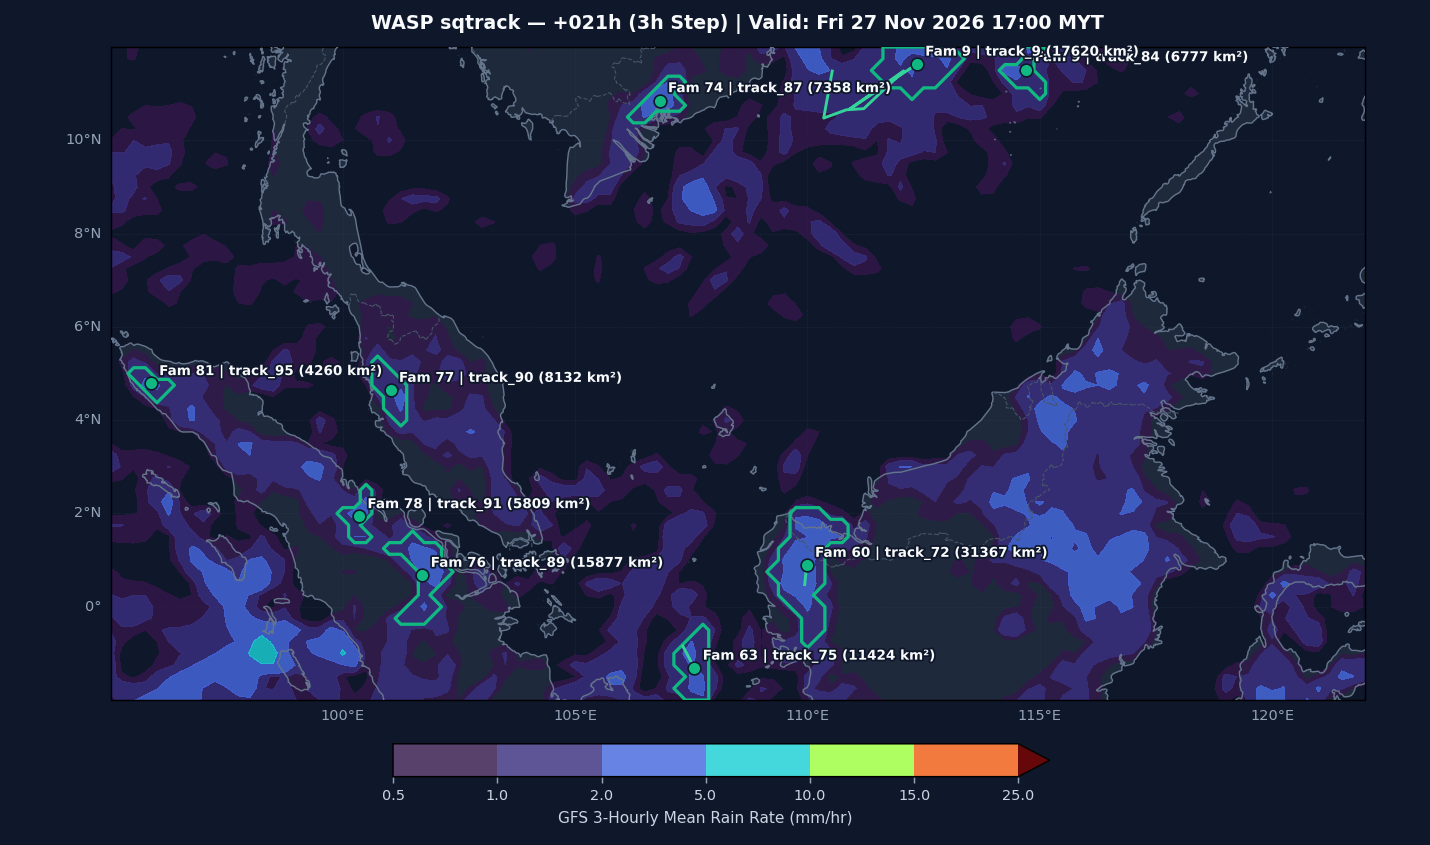 WASP sqtrack — +021h (3h Step) | Valid: Fri 27 Nov 2026 17:00 MYT
Fam 9 | track_9 (17620 km²)
Fam 9 | track_84 (6777 km²)
Fam 74 | track_87 (7358 km²)
10°N
8°N
6°N
Fam 81 | track_95 (4260 km²)
Fam 77 | track_90 (8132 km²)
4°N
Fam 78 | track_91 (5809 km²)
2°N
Fam 60 | track_72 (31367 km²)
Fam 76 | track_89 (15877 km²)
0°
Fam 63 | track_75 (11424 km²)
100°E 105°E 110°E 115°E 120°E
0.5 1.0 2.0 5.0 10.0 15.0 25.0
GFS 3-Hourly Mean Rain Rate (mm/hr)